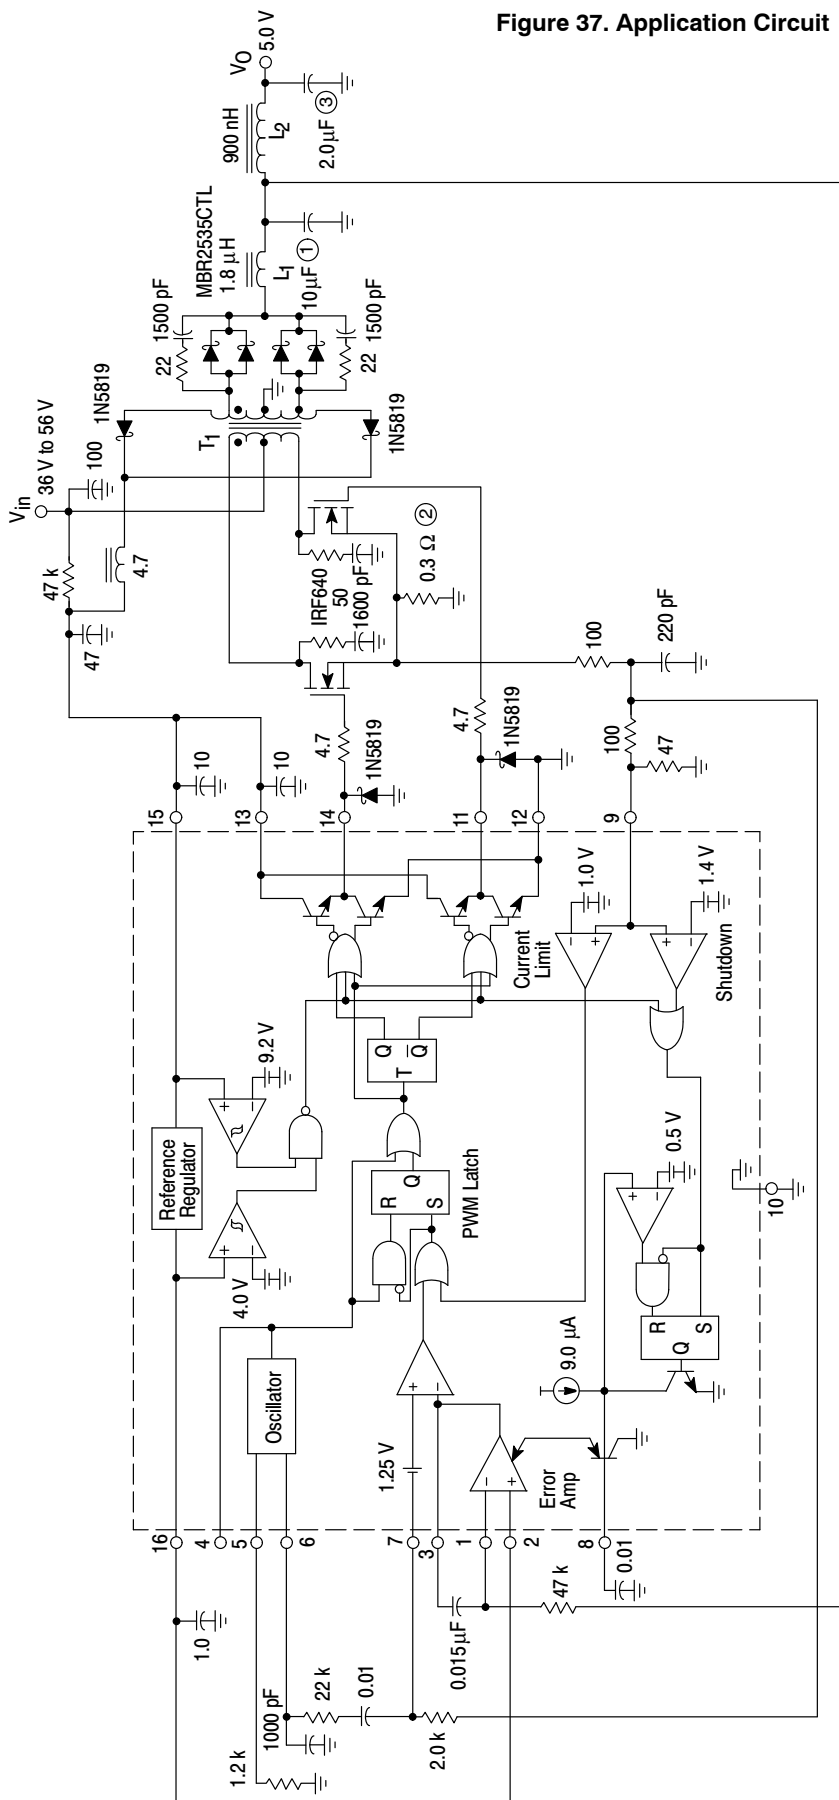 Figure 37. Application Circuit
Vin
36 V to 56 V
47 k
100
4.7
47
1N5819
T1
1N5819
22
1500 pF
22
1500 pF
MBR2535CTL
1.8 μH
L1
10 μF ①
900 nH
L2
2.0 μF ③
VO
5.0 V
IRF640
50
1600 pF
0.3 Ω ②
4.7
1N5819
4.7
1N5819
100
220 pF
100
47
10
10
15
13
14
11
12
9
Reference
Regulator
4.0 V
9.2 V
Oscillator
T
Q
Q
R
Q
S
PWM Latch
1.25 V
Error
Amp
9.0 μA
Current
Limit
1.0 V
1.4 V
Shutdown
0.5 V
R
Q
S
10
16
4
5
6
7
3
1
2
8
1.0
1.2 k
1000 pF
22 k
0.01
2.0 k
0.015 μF
47 k
0.01